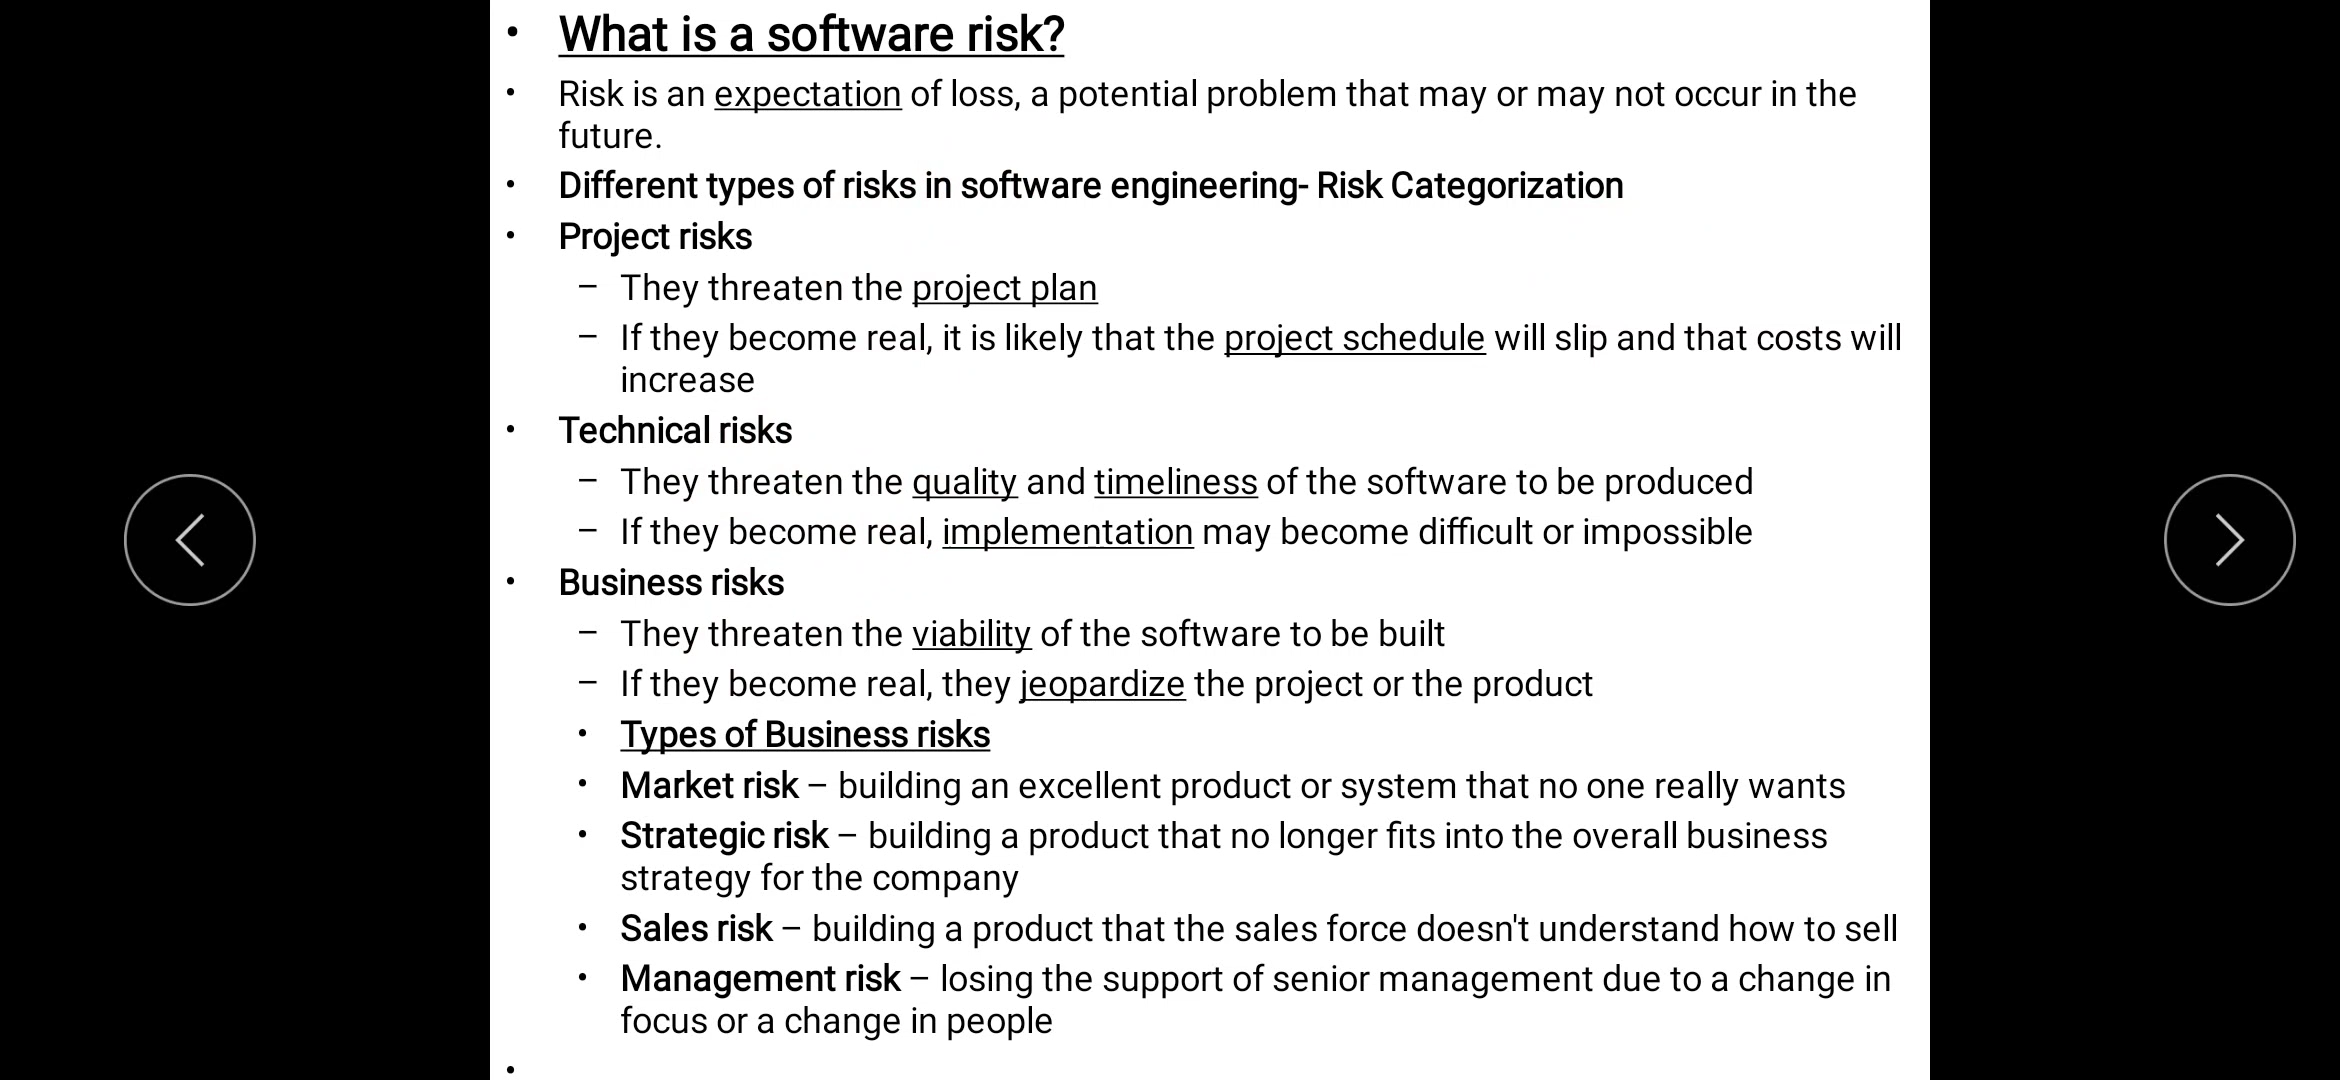 • What is a software risk?
• Risk is an expectation of loss, a potential problem that may or may not occur in the
future.
• Different types of risks in software engineering- Risk Categorization
• Project risks
– They threaten the project plan
– If they become real, it is likely that the project schedule will slip and that costs will
increase
• Technical risks
– They threaten the quality and timeliness of the software to be produced
– If they become real, implementation may become difficult or impossible
• Business risks
– They threaten the viability of the software to be built
– If they become real, they jeopardize the project or the product
• Types of Business risks
• Market risk – building an excellent product or system that no one really wants
• Strategic risk – building a product that no longer fits into the overall business
strategy for the company
• Sales risk – building a product that the sales force doesn't understand how to sell
• Management risk – losing the support of senior management due to a change in
focus or a change in people
•